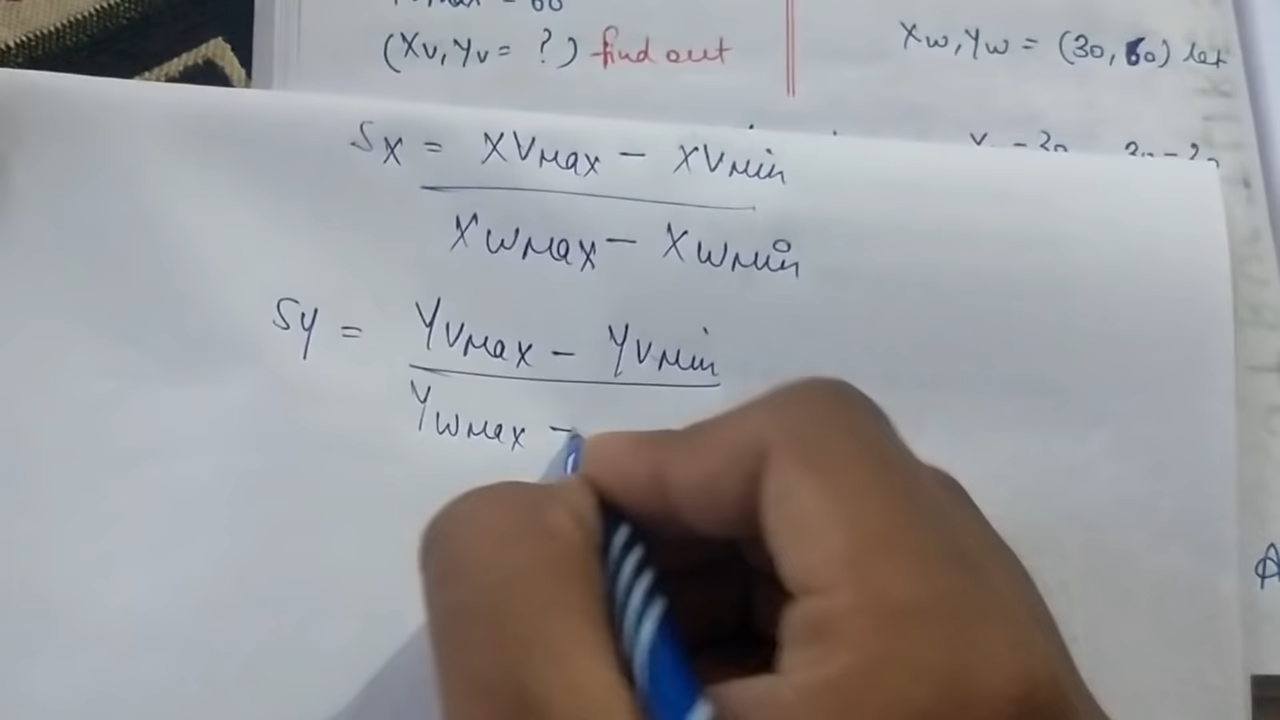 (Xv, Yv = ?) find out
Xw, Yw = (30, 60) let
Sx = XVMax - XVMin
XWMax - XWMin
Sy = YVMax - YVMin
YWMax -